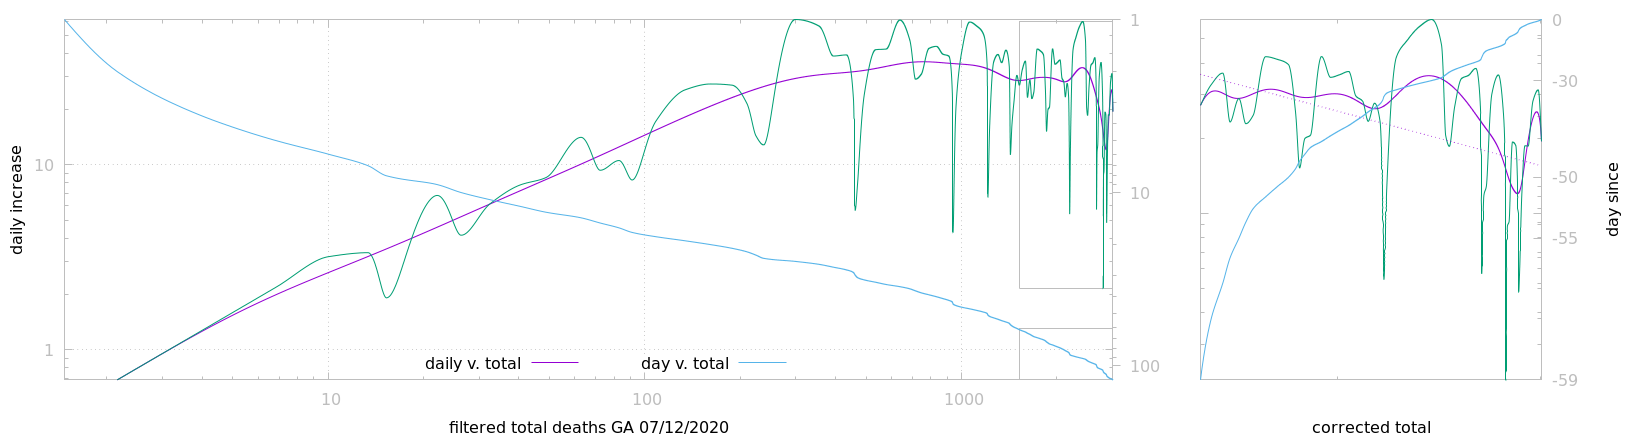 daily increase
10
1
10
100
1000
1
10
100
daily v. total
day v. total
filtered total deaths GA 07/12/2020
0
-30
-50
-55
-59
day since
corrected total